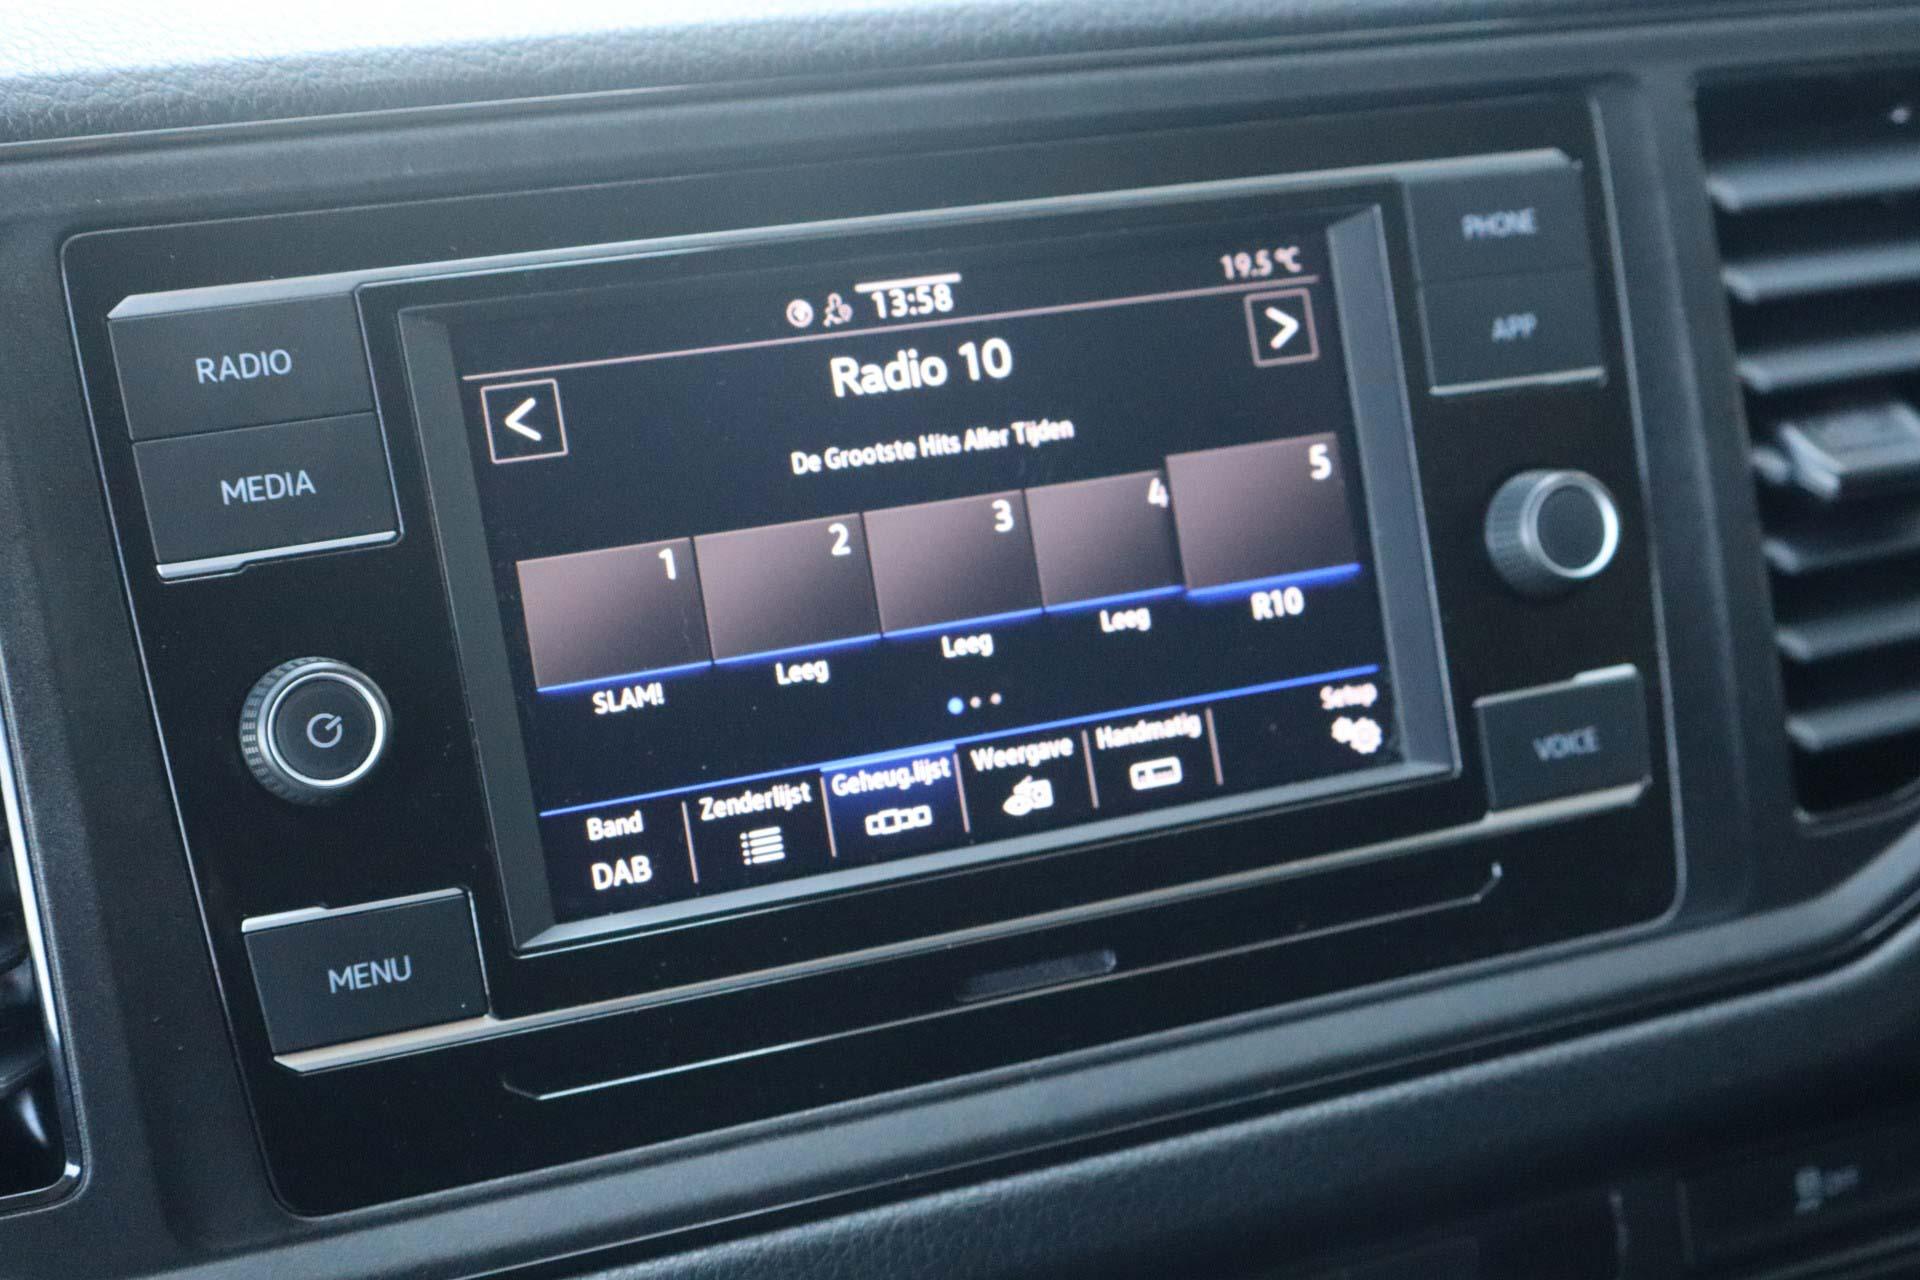 RADIO
MEDIA
MENU
13:58
19.5 °C
<
Radio 10
>
De Grootste Hits Aller Tijden
1
2
3
4
5
SLAM!
Leeg
Leeg
Leeg
R10
Band
DAB
Zenderlijst
Geheug.lijst
Weergave
Handmatig
Setup
PHONE
APP
VOICE